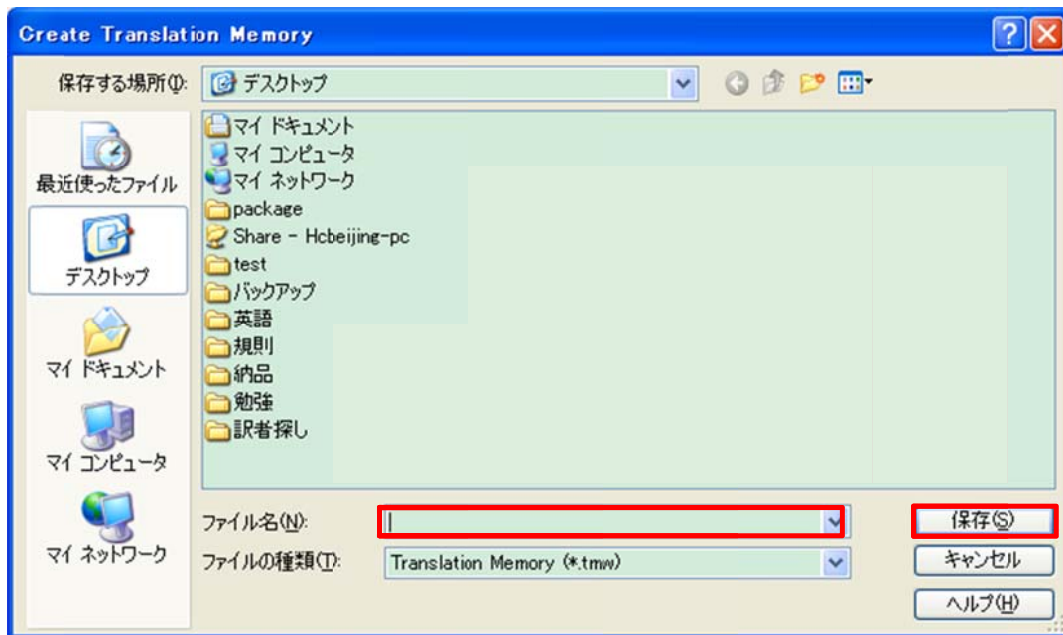 Create Translation Memory
保存する場所(I):
デスクトップ
最近使ったファイル
デスクトップ
マイ ドキュメント
マイ コンピュータ
マイ ネットワーク
マイ ドキュメント
マイ コンピュータ
マイ ネットワーク
package
Share - Hcbeijing-pc
test
バックアップ
英語
規則
納品
勉強
訳者探し
ファイル名(N):
保存(S)
ファイルの種類(T):
Translation Memory (*.tmw)
キャンセル
ヘルプ(H)